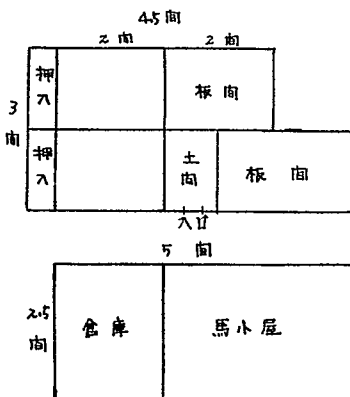 4.5間
2間 2間
押入 板間
3間
押入 土間 板間
入口
5間
2.5間 倉庫 馬小屋